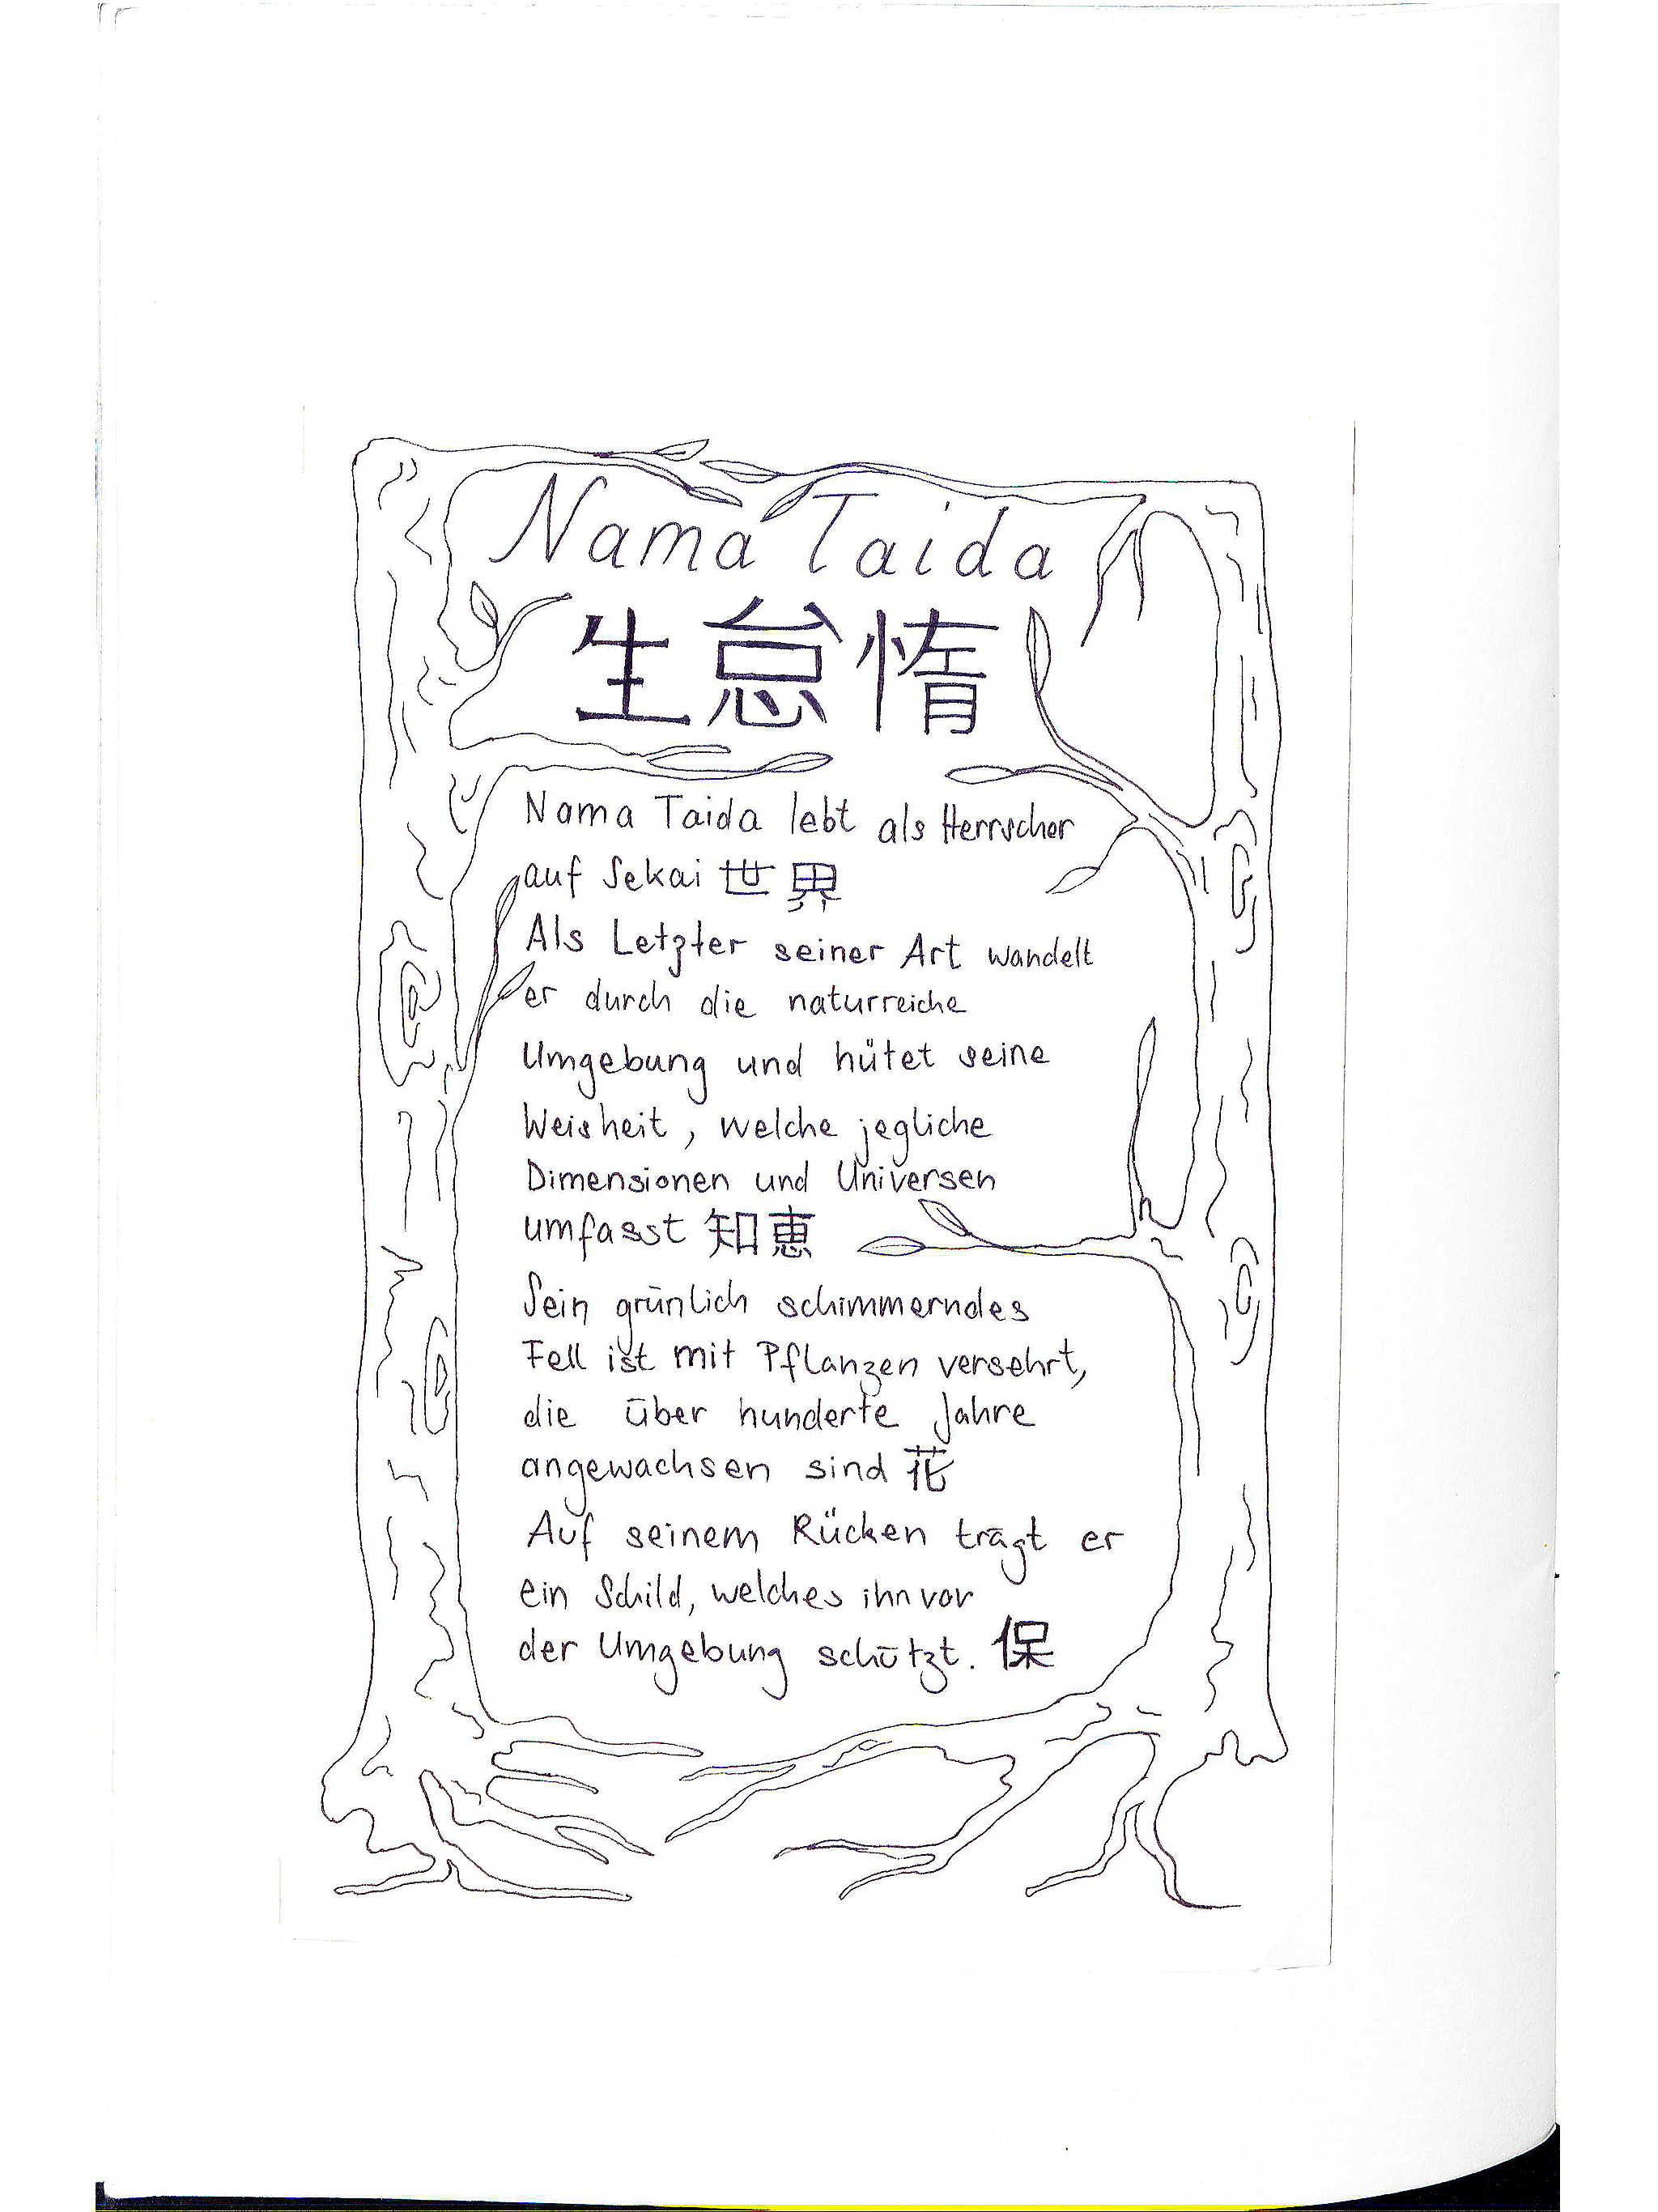 Nama Taida
生怠惰
Nama Taida lebt als Herrscher
auf Sekai 世界
Als Letzter seiner Art wandelt
er durch die naturreiche
Umgebung und hütet seine
Weisheit, welche jegliche
Dimensionen und Universen
umfasst 知恵
Sein grünlich schimmerndes
Fell ist mit Pflanzen versehrt,
die über hunderte Jahre
angewachsen sind 花
Auf seinem Rücken trägt er
ein Schild, welches ihn vor
der Umgebung schützt. 保